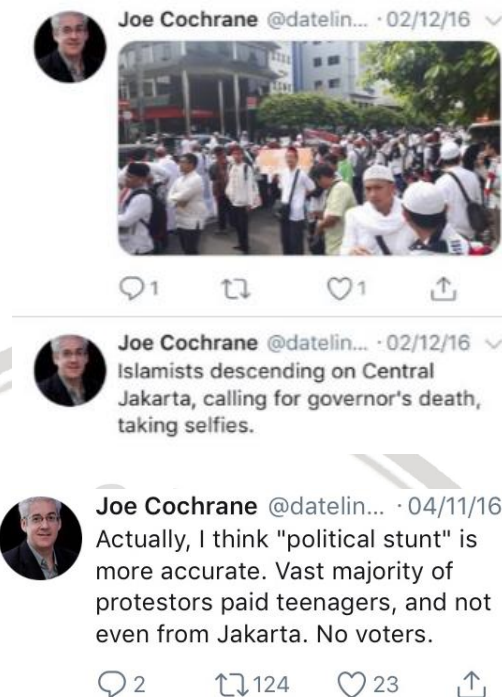 Joe Cochrane @datelin... · 02/12/16
1
1
Joe Cochrane @datelin... · 02/12/16
Islamists descending on Central
Jakarta, calling for governor's death,
taking selfies.
Joe Cochrane @datelin... · 04/11/16
Actually, I think "political stunt" is
more accurate. Vast majority of
protestors paid teenagers, and not
even from Jakarta. No voters.
2 124 23